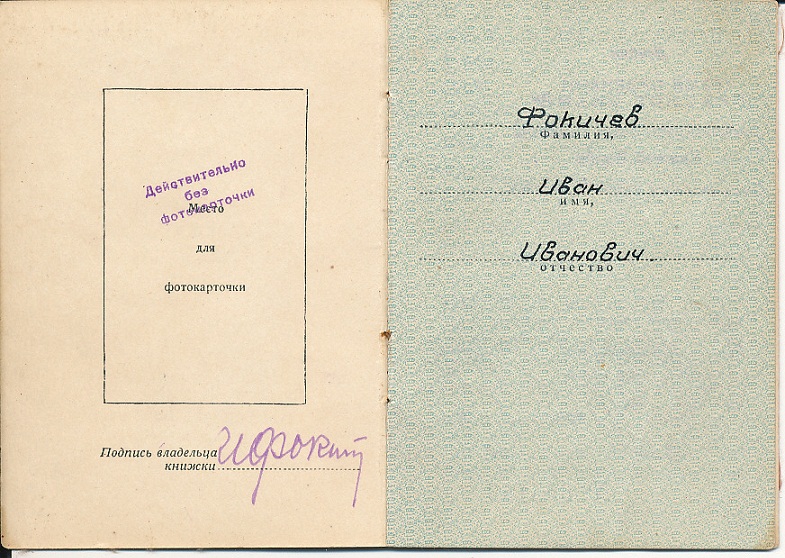 Действительно
без
фотокарточки
Место
для
фотокарточки
Подпись владельца
книжки
Фокичев
Фамилия,
Иван
имя,
Иванович
отчество